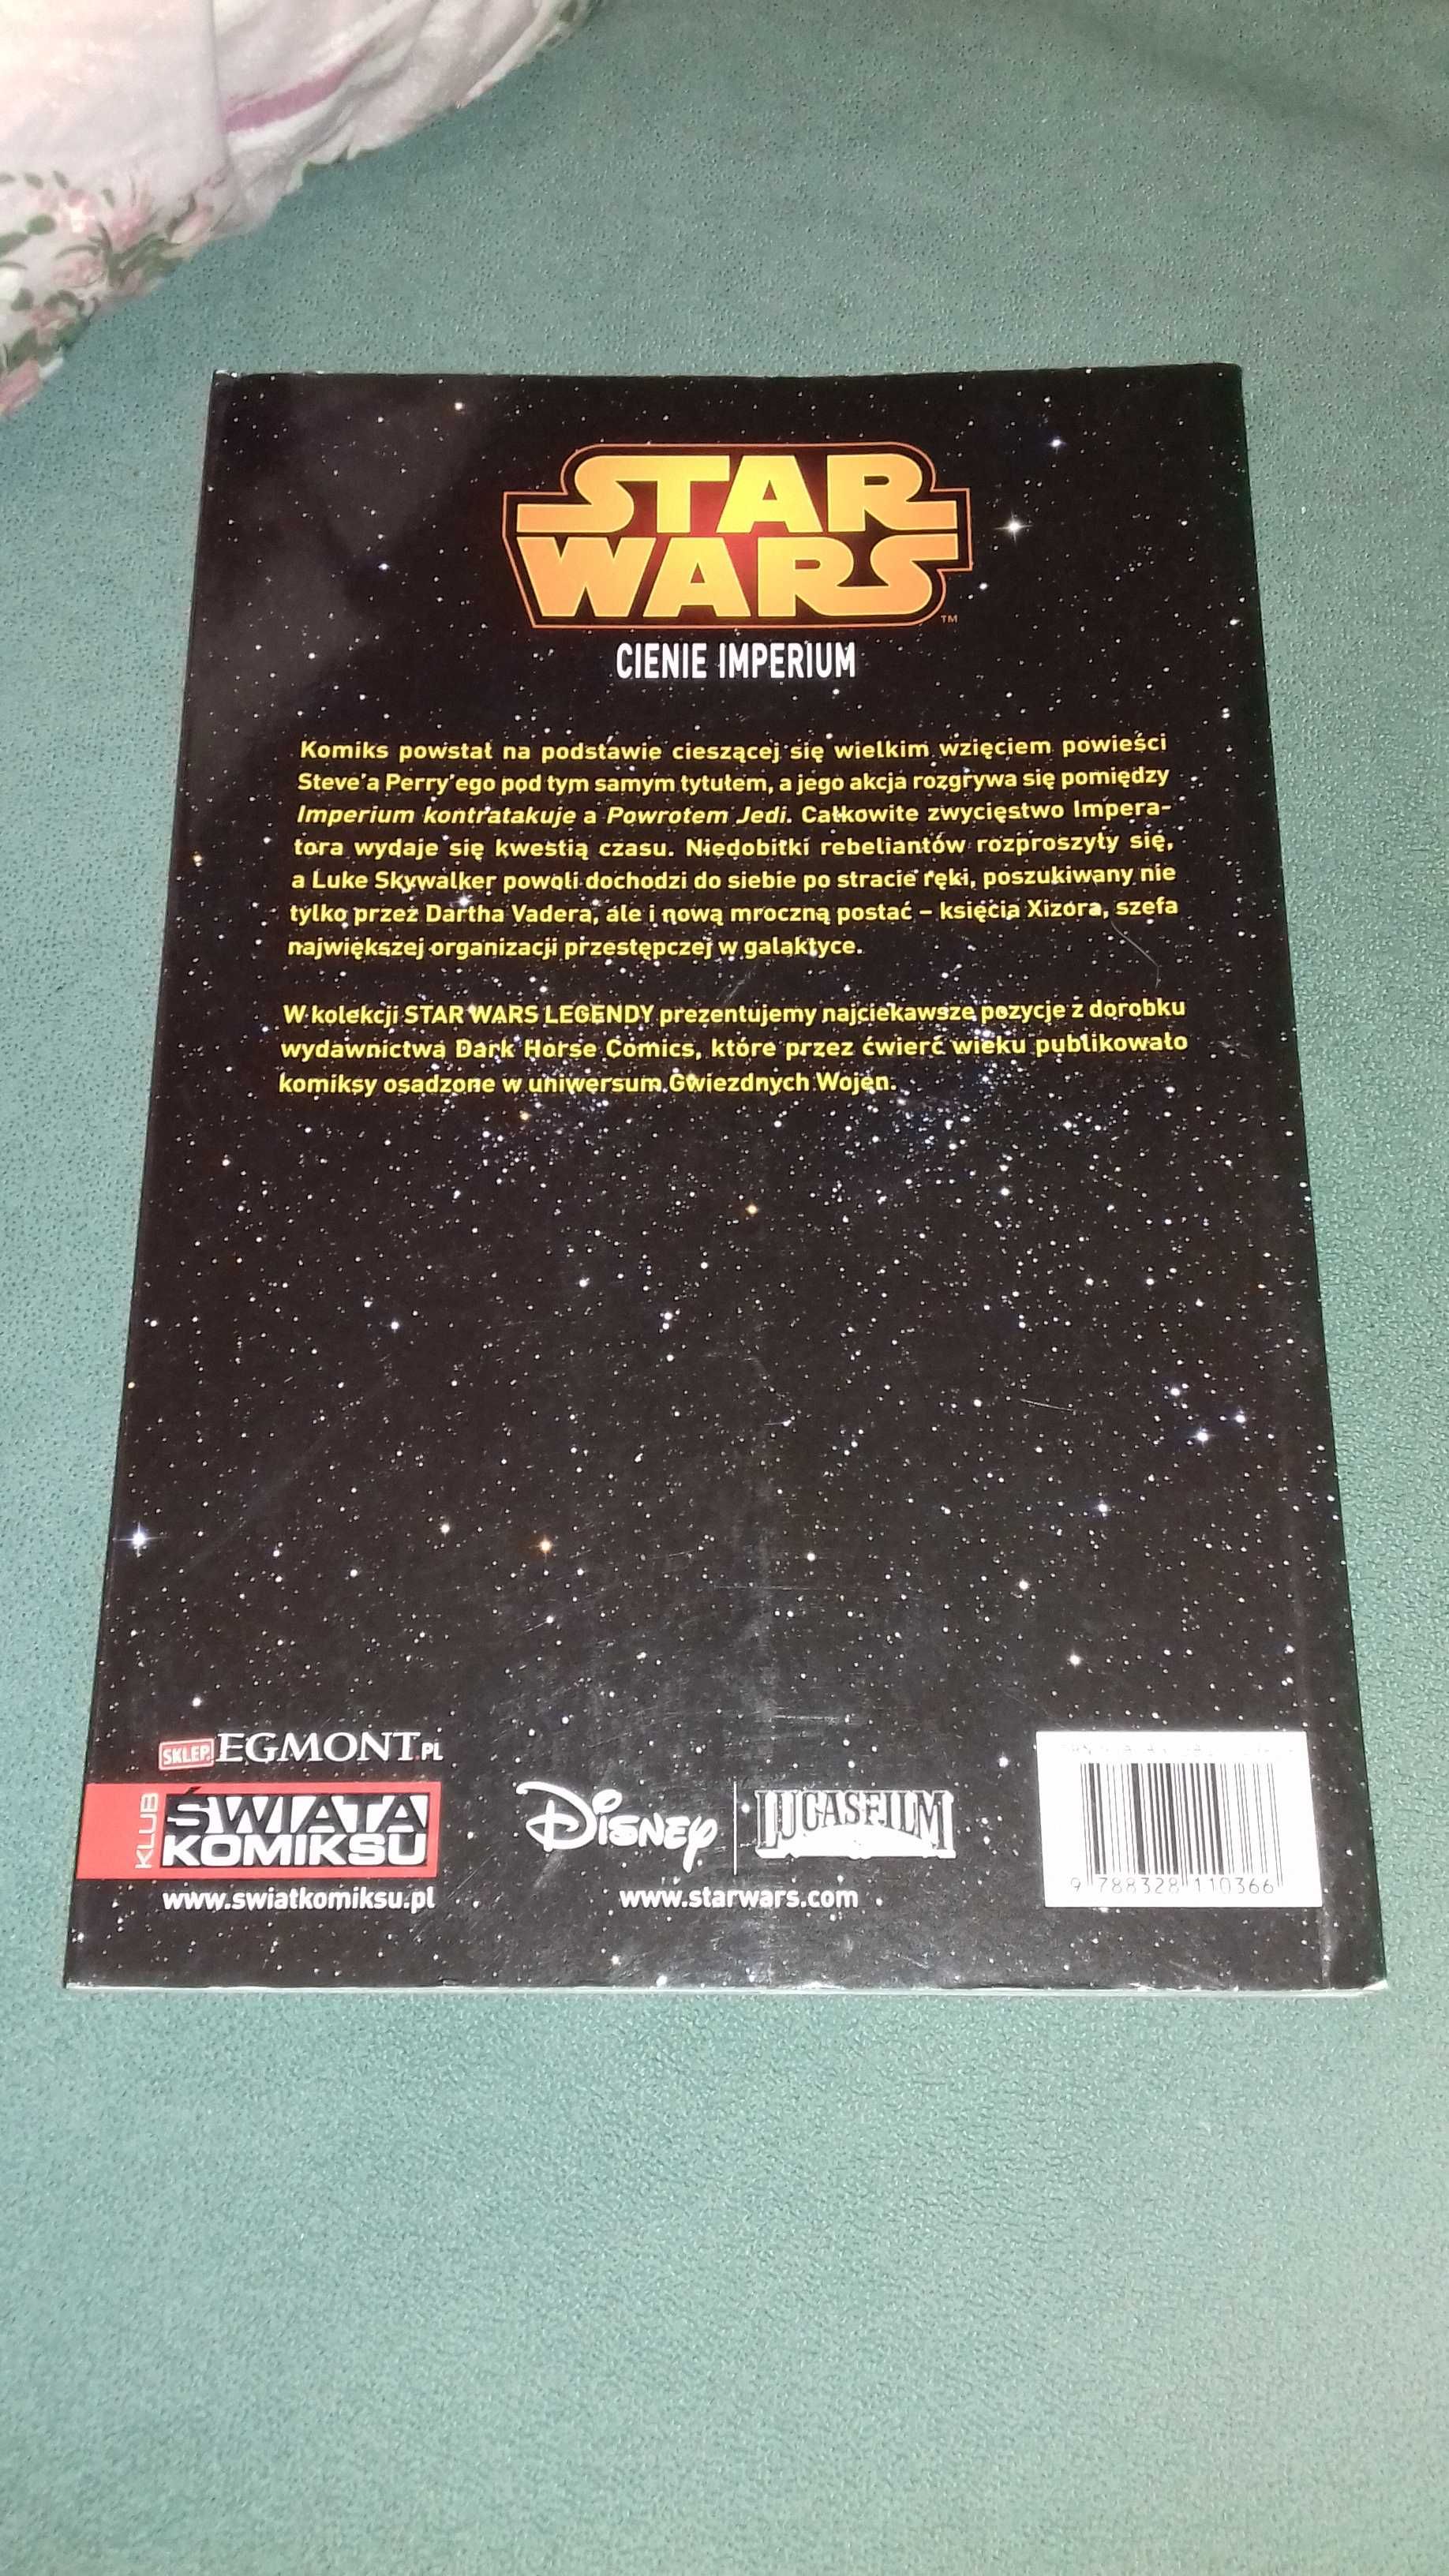 STAR
WARS
TM
CIENIE IMPERIUM
Komiks powstał na podstawie cieszącej się wielkim wzięciem powieści
Steve'a Perry'ego pod tym samym tytułem, a jego akcja rozgrywa się pomiędzy
Imperium kontratakuje a Powrotem Jedi. Całkowite zwycięstwo Impera-
tora wydaje się kwestią czasu. Niedobitki rebeliantów rozproszyły się,
a Luke Skywalker powoli dochodzi do siebie po stracie ręki, poszukiwany nie
tylko przez Dartha Vadera, ale i nową mroczną postać – księcia Xizora, szefa
największej organizacji przestępczej w galaktyce.
W kolekcji STAR WARS LEGENDY prezentujemy najciekawsze pozycje z dorobku
wydawnictwa Dark Horse Comics, które przez ćwierć wieku publikowało
komiksy osadzone w uniwersum Gwiezdnych Wojen.
SKLEP.EGMONT.PL
KLUB ŚWIATA
KOMIKSU
www.swiatkomiksu.pl
Disney LUCASFILM
www.starwars.com
9 788328 110366